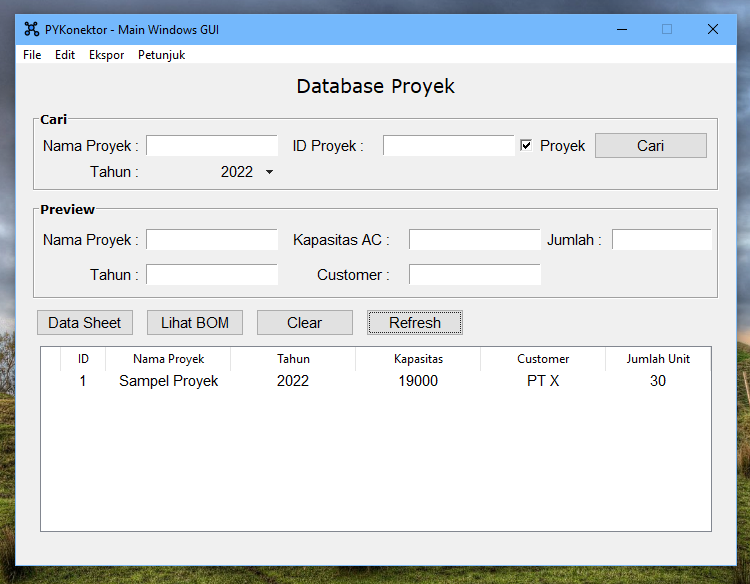 PYKonektor - Main Windows GUI
File Edit Ekspor Petunjuk
Database Proyek
Cari
Nama Proyek : ID Proyek : Proyek Cari
Tahun : 2022
Preview
Nama Proyek : Kapasitas AC : Jumlah :
Tahun : Customer :
Data Sheet Lihat BOM Clear Refresh
ID Nama Proyek Tahun Kapasitas Customer Jumlah Unit
1 Sampel Proyek 2022 19000 PT X 30